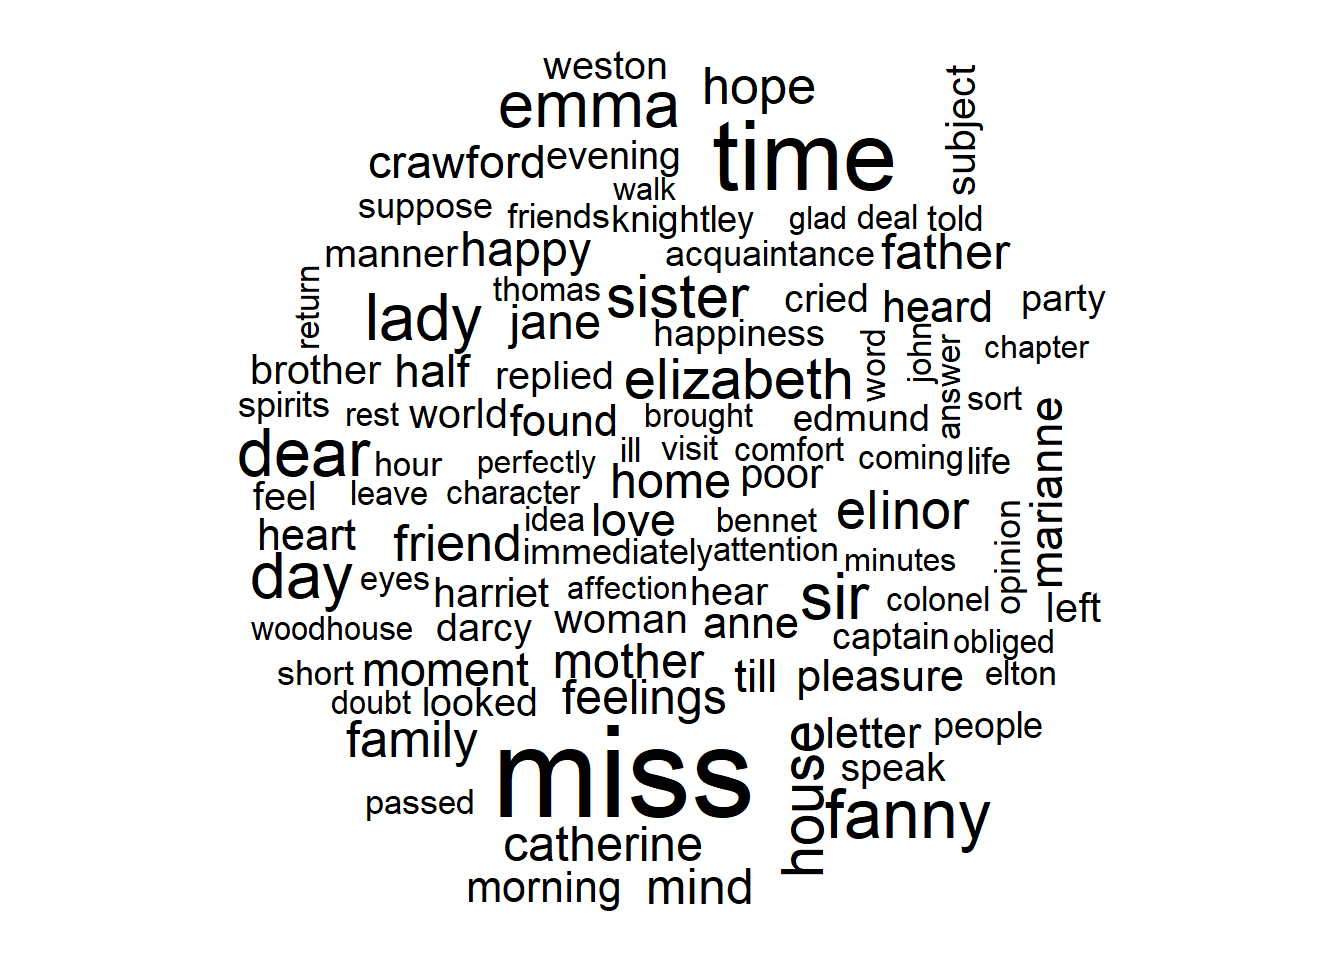 weston
hope
subject
emma
time
crawford evening
walk
suppose friends knightley glad deal told
manner happy acquaintance father
return
thomas sister cried heard party
lady jane happiness
word john answer chapter
brother half replied elizabeth
spirits rest world found brought edmund sort
marianne
dear hour perfectly ill visit comfort coming life
feel leave character home poor elinor
heart friend idea love bennet opinion
immediately attention minutes
day eyes harriet affection hear sir colonel left
woodhouse darcy woman anne captain obliged
short moment mother till pleasure elton
doubt looked feelings
family miss house letter people
speak
passed fanny
catherine
morning mind